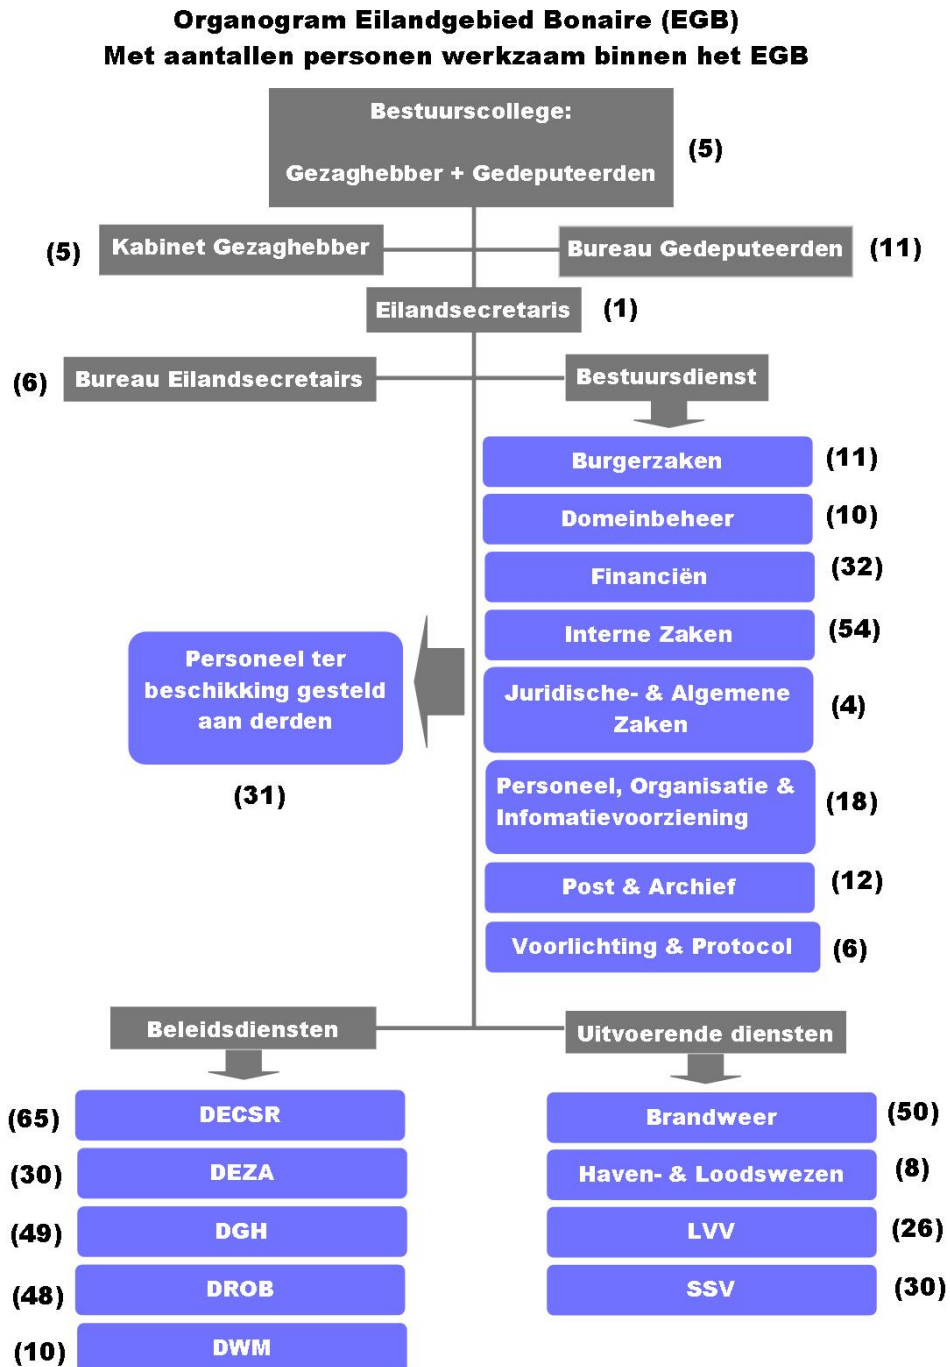 Organogram Eilandgebied Bonaire (EGB)
Met aantallen personen werkzaam binnen het EGB
Bestuurscollege:
Gezaghebber + Gedeputeerden
(5)
(5)
Kabinet Gezaghebber
Bureau Gedeputeerden
(11)
Eilandsecretaris
(1)
(6)
Bureau Eilandsecretairs
Bestuursdienst
Burgerzaken
(11)
Domeinbeheer
(10)
Financiën
(32)
Interne Zaken
(54)
Juridische- & Algemene
Zaken
(4)
Personeel, Organisatie &
Infomatievoorziening
(18)
Post & Archief
(12)
Voorlichting & Protocol
(6)
Personeel ter
beschikking gesteld
aan derden
(31)
Beleidsdiensten
(65)
DECSR
(30)
DEZA
(49)
DGH
(48)
DROB
(10)
DWM
Uitvoerende diensten
Brandweer
(50)
Haven- & Loodswezen
(8)
LVV
(26)
SSV
(30)